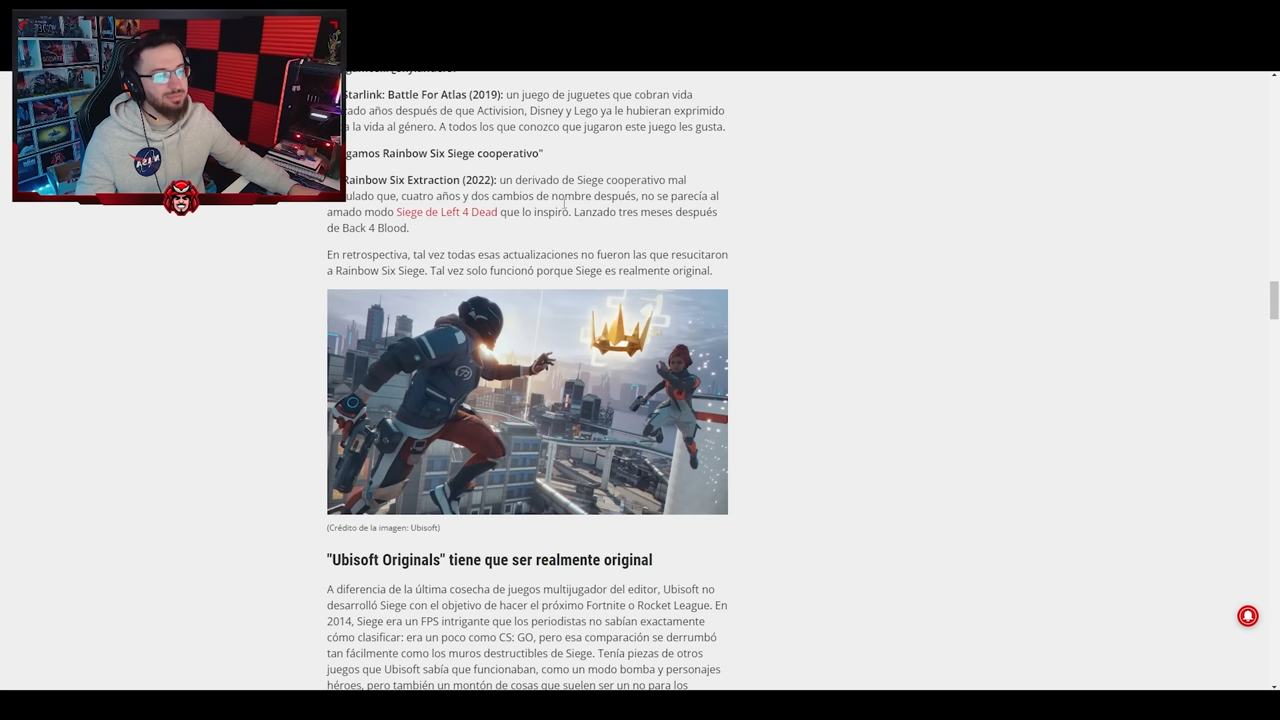 Starlink: Battle For Atlas (2019): un juego de juguetes que cobran vida
años después de que Activision, Disney y Lego ya le hubieran exprimido
la vida al género. A todos los que conozco que jugaron este juego les gusta.
Rainbow Six Siege cooperativo"
Rainbow Six Extraction (2022): un derivado de Siege cooperativo mal
que, cuatro años y dos cambios de nombre después, no se parecía al
amado modo Siege de Left 4 Dead que lo inspiró. Lanzado tres meses después
de Back 4 Blood.
En retrospectiva, tal vez todas esas actualizaciones no fueron las que resucitaron
a Rainbow Six Siege. Tal vez solo funcionó porque Siege es realmente original.
(Crédito de la imagen: Ubisoft)
"Ubisoft Originals" tiene que ser realmente original
A diferencia de la última cosecha de juegos multijugador del editor, Ubisoft no
desarrolló Siege con el objetivo de hacer el próximo Fortnite o Rocket League. En
2014, Siege era un FPS intrigante que los periodistas no sabían exactamente
cómo clasificar: era un poco como CS: GO, pero esa comparación se derrumbó
tan fácilmente como los muros destructibles de Siege. Tenía piezas de otros
juegos que Ubisoft sabía que funcionaban, como un modo bomba y personajes
héroes, pero también un montón de cosas que suelen ser un no para los